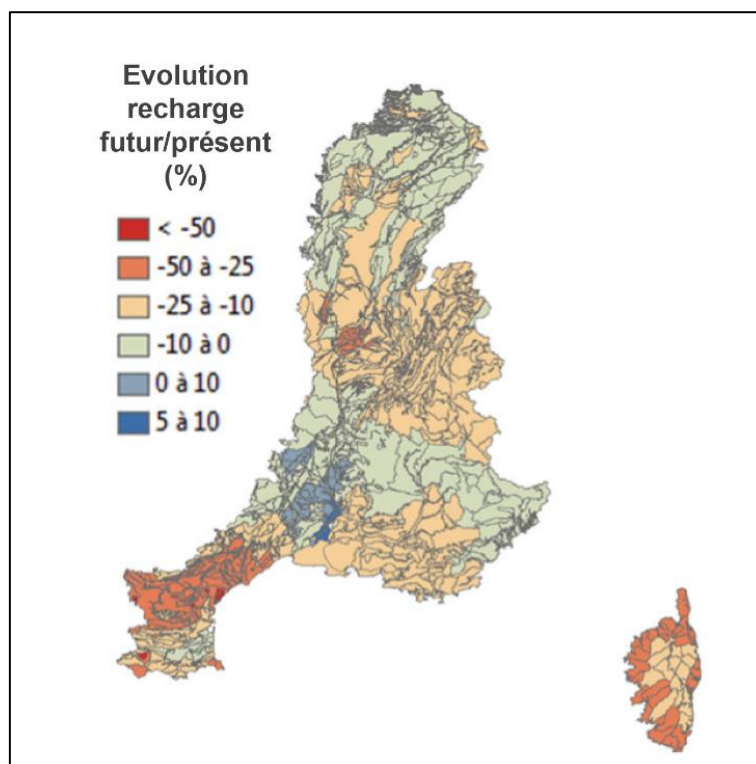 Evolution
recharge
futur/présent
(%)
< -50
-50 à -25
-25 à -10
-10 à 0
0 à 10
5 à 10